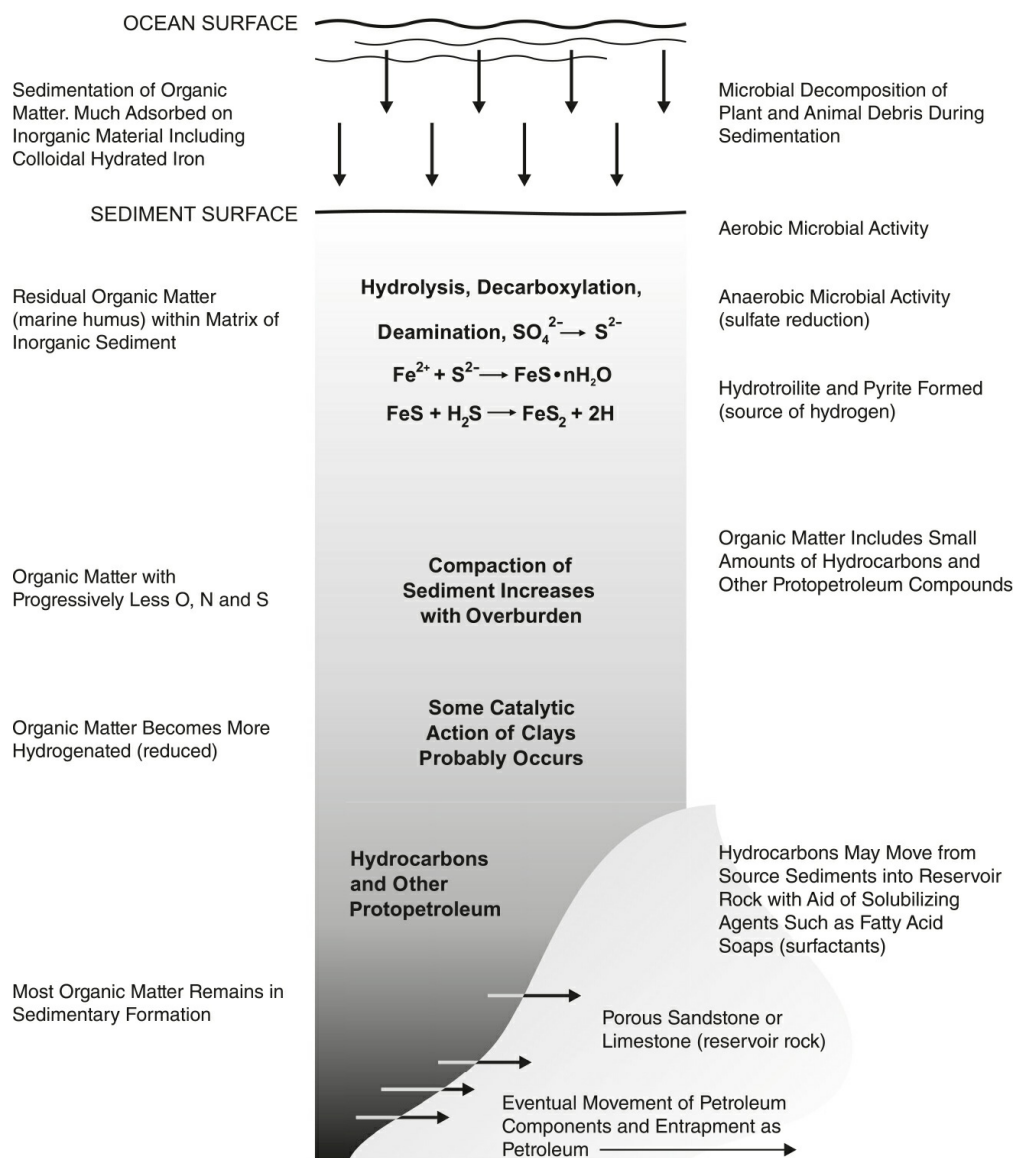 OCEAN SURFACE
Sedimentation of Organic
Matter. Much Adsorbed on
Inorganic Material Including
Colloidal Hydrated Iron
Microbial Decomposition of
Plant and Animal Debris During
Sedimentation
SEDIMENT SURFACE
Aerobic Microbial Activity
Residual Organic Matter
(marine humus) within Matrix of
Inorganic Sediment
Hydrolysis, Decarboxylation,
Deamination, SO₄²⁻ → S²⁻
Fe²⁺ + S²⁻ → FeS•nH₂O
FeS + H₂S → FeS₂ + 2H
Anaerobic Microbial Activity
(sulfate reduction)
Hydrotroilite and Pyrite Formed
(source of hydrogen)
Organic Matter with
Progressively Less O, N and S
Compaction of
Sediment Increases
with Overburden
Organic Matter Includes Small
Amounts of Hydrocarbons and
Other Protopetroleum Compounds
Organic Matter Becomes More
Hydrogenated (reduced)
Some Catalytic
Action of Clays
Probably Occurs
Hydrocarbons
and Other
Protopetroleum
Hydrocarbons May Move from
Source Sediments into Reservoir
Rock with Aid of Solubilizing
Agents Such as Fatty Acid
Soaps (surfactants)
Most Organic Matter Remains in
Sedimentary Formation
Porous Sandstone or
Limestone (reservoir rock)
Eventual Movement of Petroleum
Components and Entrapment as
Petroleum